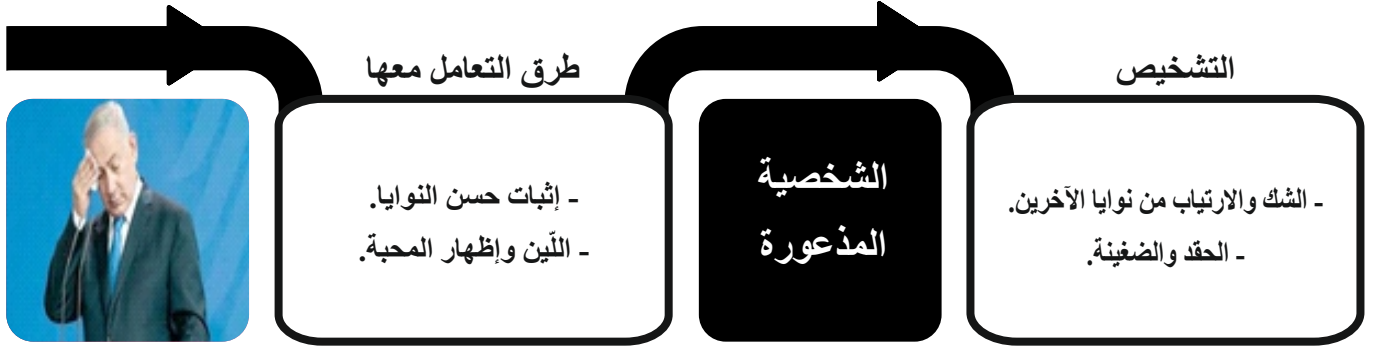 التشخيص
- الشك والارتياب من نوايا الآخرين.
- الحقد والضغينة.
الشخصية
المذعورة
طرق التعامل معها
- إثبات حسن النوايا.
- اللّين وإظهار المحبة.